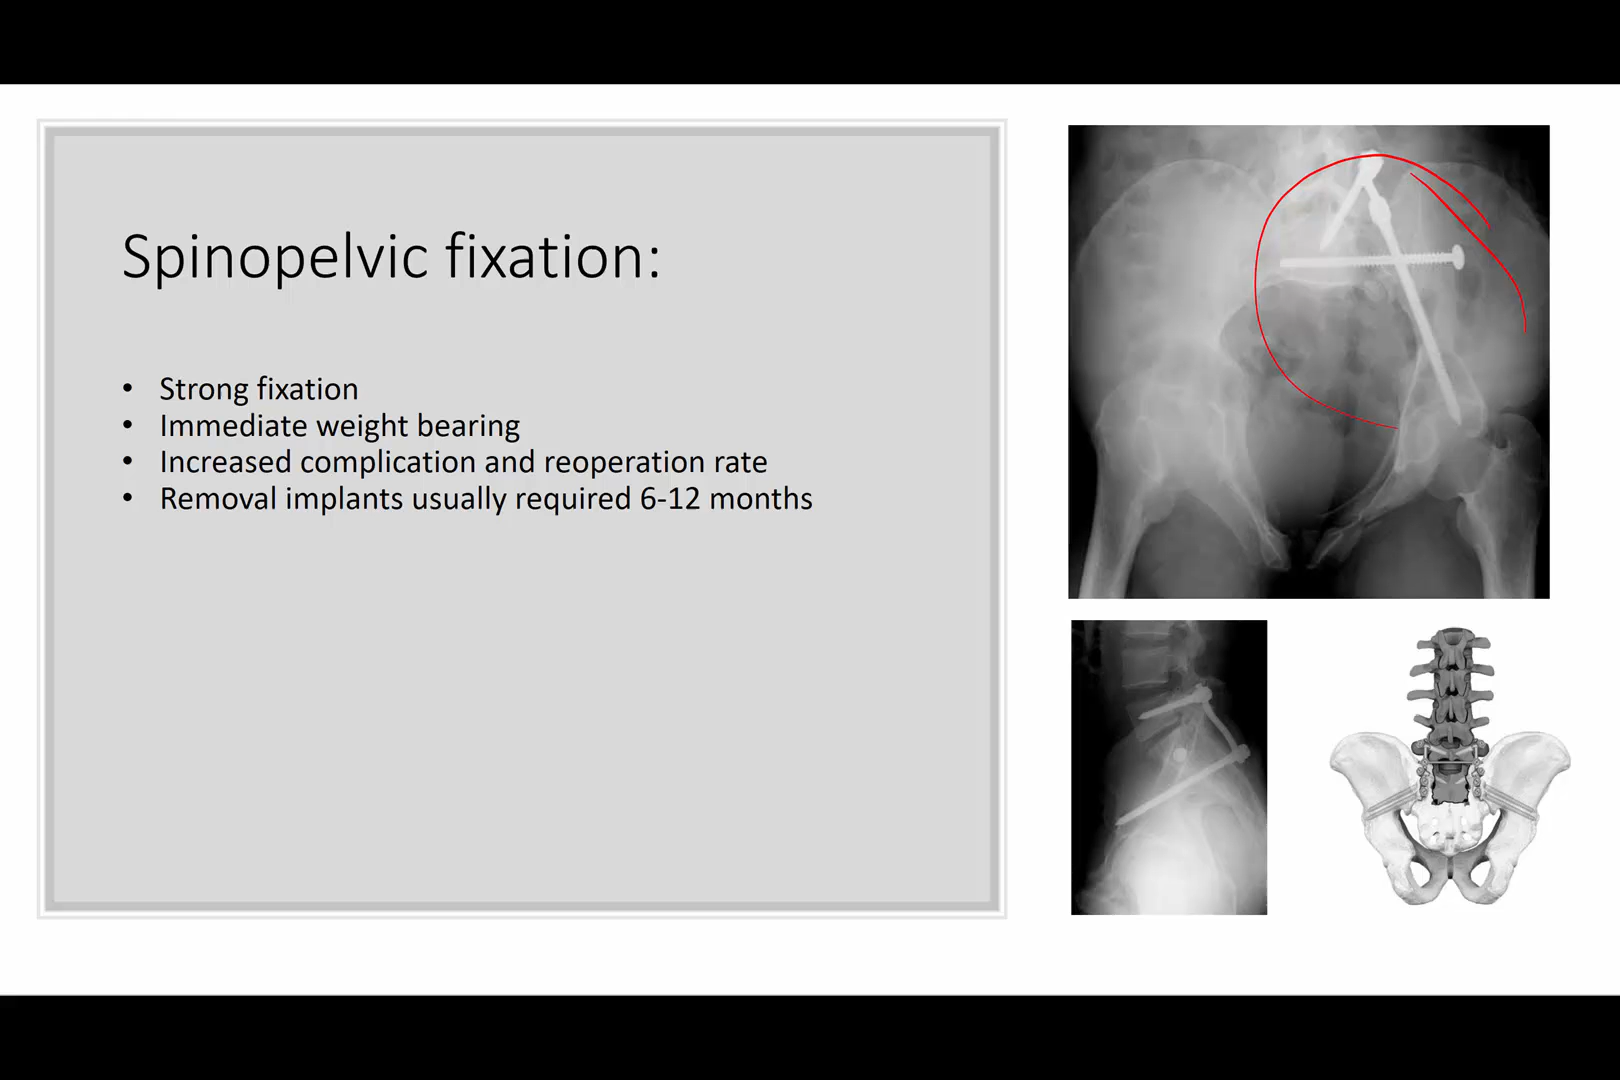 Spinopelvic fixation:
• Strong fixation
• Immediate weight bearing
• Increased complication and reoperation rate
• Removal implants usually required 6-12 months